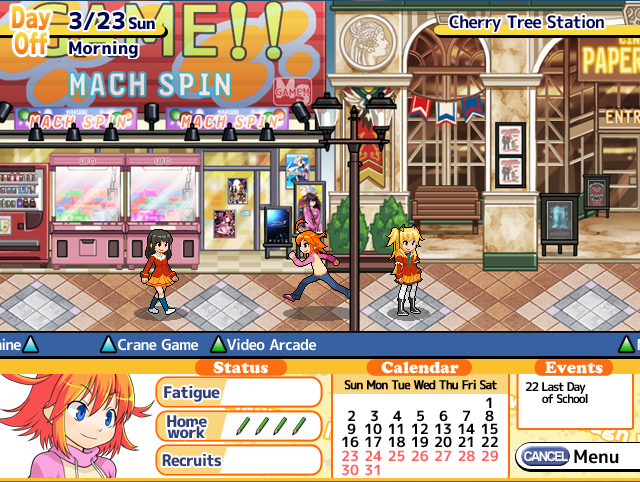 Day Off
3/23 Sun
Morning
Cherry Tree Station
GAME!!
MACH SPIN
GAME'N
MACH SPIN
MACH SPIN
PAPER
ENTR
UFO
UFO
ine
Crane Game
Video Arcade
Status
Fatigue
Home
work
Recruits
Calendar
Sun Mon Tue Wed Thu Fri Sat
1
2 3 4 5 6 7 8
9 10 11 12 13 14 15
16 17 18 19 20 21 22
23 24 25 26 27 28 29
30 31
Events
22 Last Day
of School
CANCEL Menu